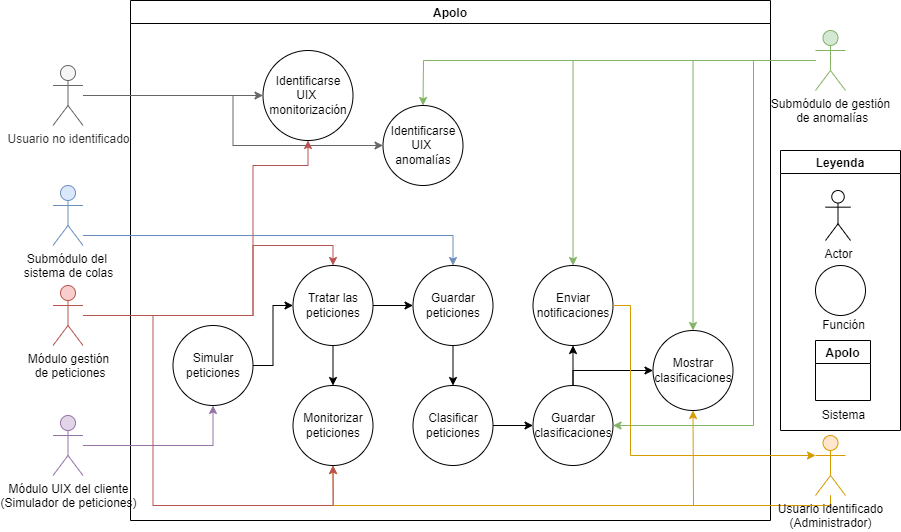 Apolo
Identificarse
UIX
monitorización
Usuario no identificado
Identificarse
UIX
anomalías
Submódulo de gestión
de anomalías
Leyenda
Actor
Función
Apolo
Sistema
Submódulo del
sistema de colas
Módulo gestión
de peticiones
Tratar las
peticiones
Guardar
peticiones
Enviar
notificaciones
Simular
peticiones
Mostrar
clasificaciones
Monitorizar
peticiones
Clasificar
peticiones
Guardar
clasificaciones
Módulo UIX del cliente
(Simulador de peticiones)
Usuario identificado
(Administrador)